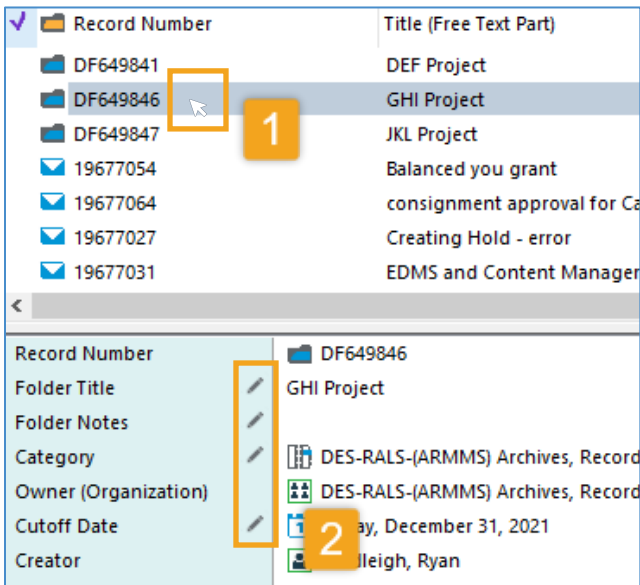 Record Number Title (Free Text Part)
DF649841 DEF Project
DF649846 GHI Project
1
DF649847 JKL Project
19677054 Balanced you grant
19677064 consignment approval for Ca
19677027 Creating Hold - error
19677031 EDMS and Content Manager
Record Number DF649846
Folder Title GHI Project
Folder Notes
Category DES-RALS-(ARMMS) Archives, Record
Owner (Organization) DES-RALS-(ARMMS) Archives, Record
Cutoff Date December 31, 2021
2
Creator Ryan